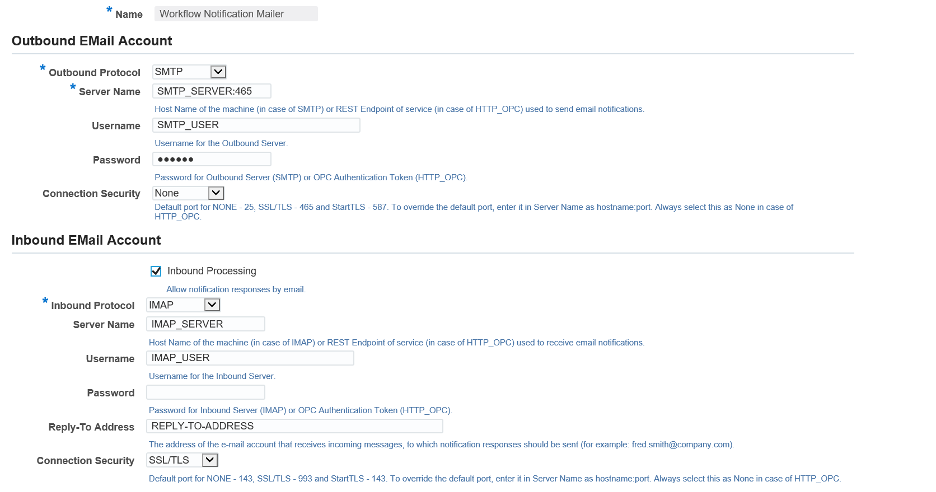 * Name Workflow Notification Mailer
Outbound EMail Account
* Outbound Protocol SMTP
* Server Name SMTP_SERVER:465
Host Name of the machine (in case of SMTP) or REST Endpoint of service (in case of HTTP_OPC) used to send email notifications.
Username SMTP_USER
Username for the Outbound Server.
Password ••••••
Password for Outbound Server (SMTP) or OPC Authentication Token (HTTP_OPC).
Connection Security None
Default port for NONE - 25, SSL/TLS - 465 and StartTLS - 587. To override the default port, enter it in Server Name as hostname:port. Always select this as None in case of
HTTP_OPC.
Inbound EMail Account
Inbound Processing
Allow notification responses by email
* Inbound Protocol IMAP
Server Name IMAP_SERVER
Host Name of the machine (in case of IMAP) or REST Endpoint of service (in case of HTTP_OPC) used to receive email notifications.
Username IMAP_USER
Username for the Inbound Server.
Password
Password for Inbound Server (IMAP) or OPC Authentication Token (HTTP_OPC).
Reply-To Address REPLY-TO-ADDRESS
The address of the e-mail account that receives incoming messages, to which notification responses should be sent (for example: fred.smith@company.com)
Connection Security SSL/TLS
Default port for NONE - 143, SSL/TLS - 993 and StartTLS - 143. To override the default port, enter it in Server Name as hostname:port. Always select this as None in case of HTTP_OPC.